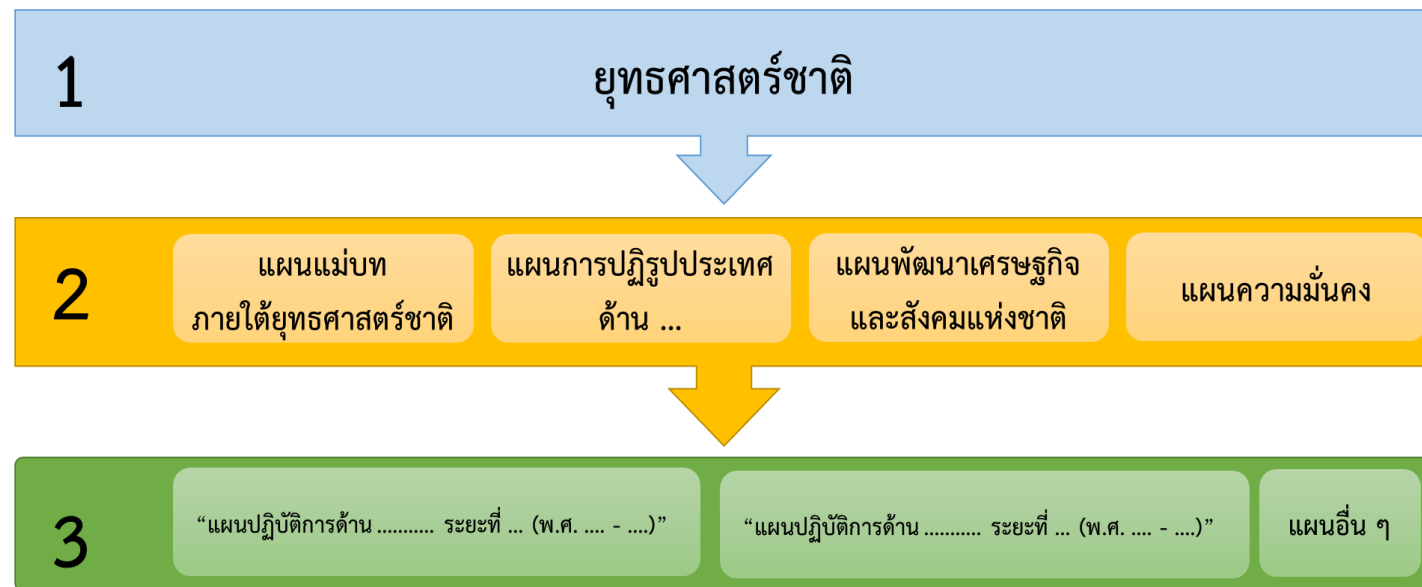 1
ยุทธศาสตร์ชาติ
2
แผนแม่บท
ภายใต้ยุทธศาสตร์ชาติ
แผนการปฏิรูปประเทศ
ด้าน ...
แผนพัฒนาเศรษฐกิจ
และสังคมแห่งชาติ
แผนความมั่นคง
3
“แผนปฏิบัติการด้าน ........... ระยะที่ ... (พ.ศ. .... - ....)”
“แผนปฏิบัติการด้าน ........... ระยะที่ ... (พ.ศ. .... - ....)”
แผนอื่น ๆ